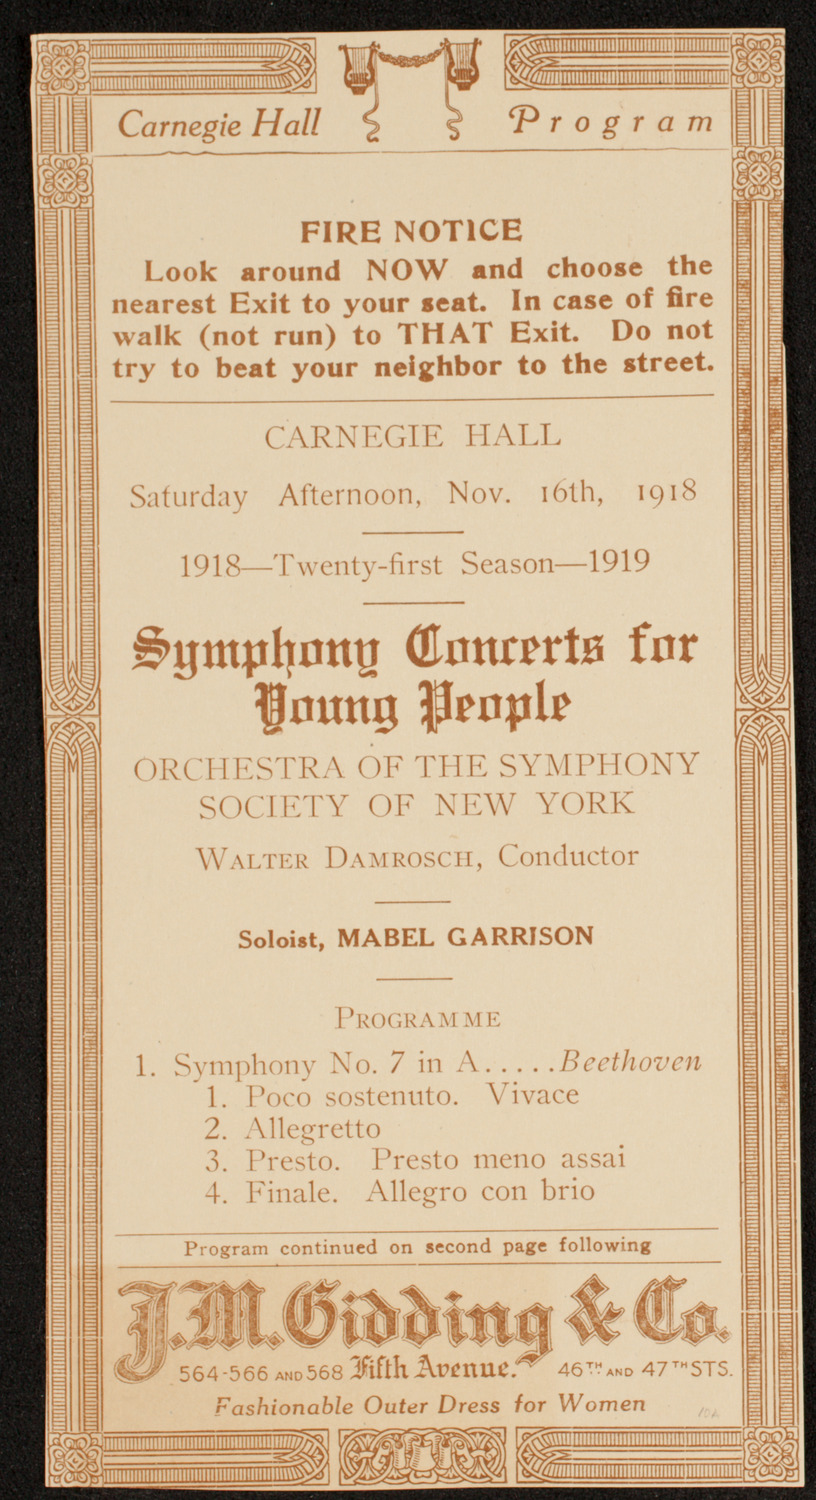 Carnegie Hall Program
FIRE NOTICE
Look around NOW and choose the
nearest Exit to your seat. In case of fire
walk (not run) to THAT Exit. Do not
try to beat your neighbor to the street.
CARNEGIE HALL
Saturday Afternoon, Nov. 16th, 1918
1918—Twenty-first Season—1919
Symphony Concerts for
Young People
ORCHESTRA OF THE SYMPHONY
SOCIETY OF NEW YORK
WALTER DAMROSCH, Conductor
Soloist, MABEL GARRISON
PROGRAMME
1. Symphony No. 7 in A.....Beethoven
1. Poco sostenuto. Vivace
2. Allegretto
3. Presto. Presto meno assai
4. Finale. Allegro con brio
Program continued on second page following
J.M. Gidding & Co.
564-566 AND 568 Fifth Avenue. 46TH AND 47TH STS.
Fashionable Outer Dress for Women